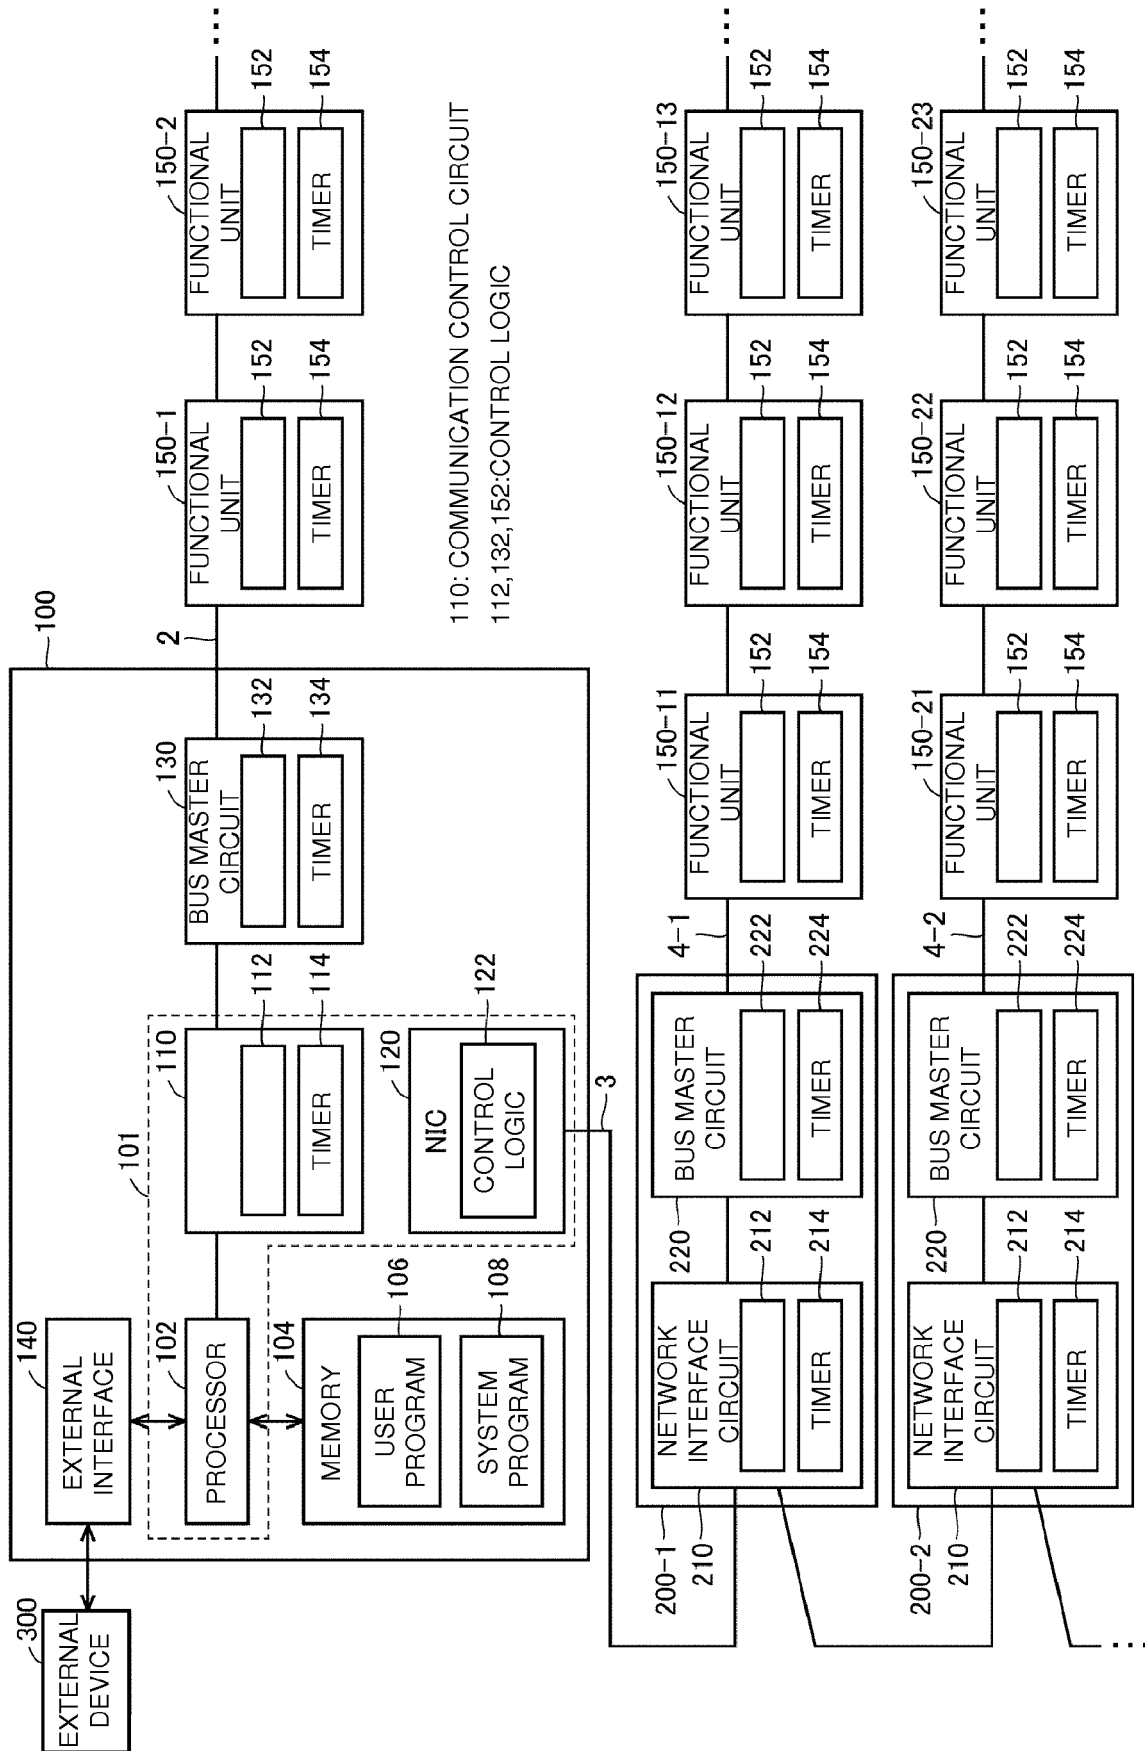 300
EXTERNAL
DEVICE
100
140
EXTERNAL
INTERFACE
101
102
PROCESSOR
104
MEMORY
106
USER
PROGRAM
108
SYSTEM
PROGRAM
110
112
TIMER
114
120
NIC
CONTROL
LOGIC
122
130
BUS MASTER
CIRCUIT
132
TIMER
134
2
150-1
FUNCTIONAL
UNIT
152
TIMER
154
150-2
FUNCTIONAL
UNIT
152
TIMER
154
...
110: COMMUNICATION CONTROL CIRCUIT
112,132,152:CONTROL LOGIC
3
200-1
210
NETWORK
INTERFACE
CIRCUIT
212
TIMER
214
220
BUS MASTER
CIRCUIT
222
TIMER
224
4-1
150-11
FUNCTIONAL
UNIT
152
TIMER
154
150-12
FUNCTIONAL
UNIT
152
TIMER
154
150-13
FUNCTIONAL
UNIT
152
TIMER
154
...
200-2
210
NETWORK
INTERFACE
CIRCUIT
212
TIMER
214
220
BUS MASTER
CIRCUIT
222
TIMER
224
4-2
150-21
FUNCTIONAL
UNIT
152
TIMER
154
150-22
FUNCTIONAL
UNIT
152
TIMER
154
150-23
FUNCTIONAL
UNIT
152
TIMER
154
...
...